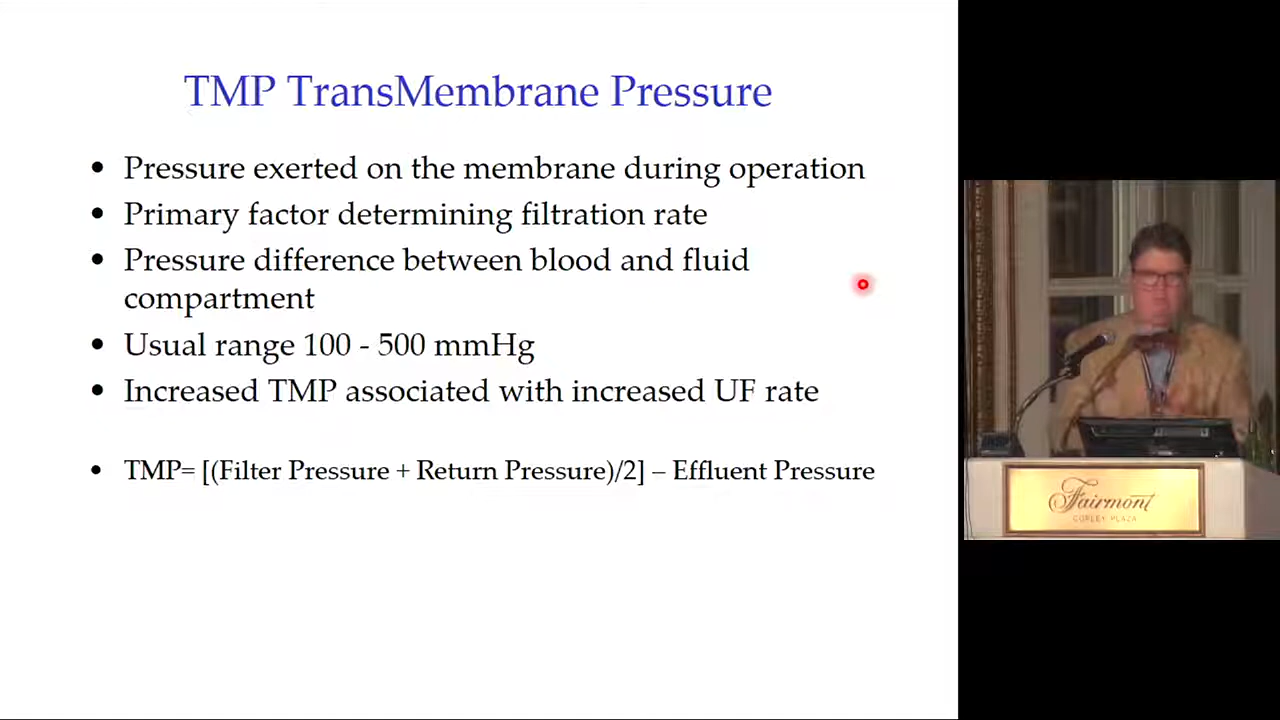 TMP TransMembrane Pressure
• Pressure exerted on the membrane during operation
• Primary factor determining filtration rate
• Pressure difference between blood and fluid
compartment
• Usual range 100 - 500 mmHg
• Increased TMP associated with increased UF rate
• TMP= [(Filter Pressure + Return Pressure)/2] – Effluent Pressure
Fairmont
COPLEY PLAZA